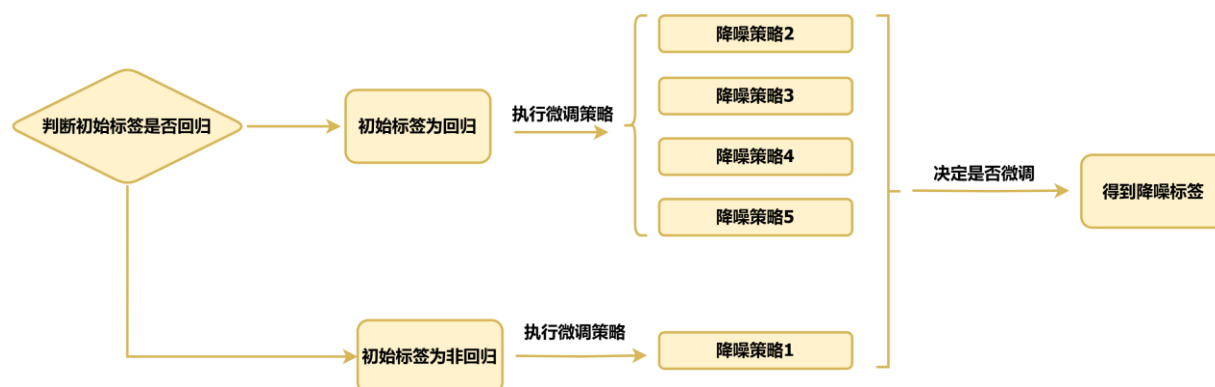 判断初始标签是否回归
初始标签为回归
执行微调策略
降噪策略2
降噪策略3
降噪策略4
降噪策略5
决定是否微调
得到降噪标签
初始标签为非回归
执行微调策略
降噪策略1